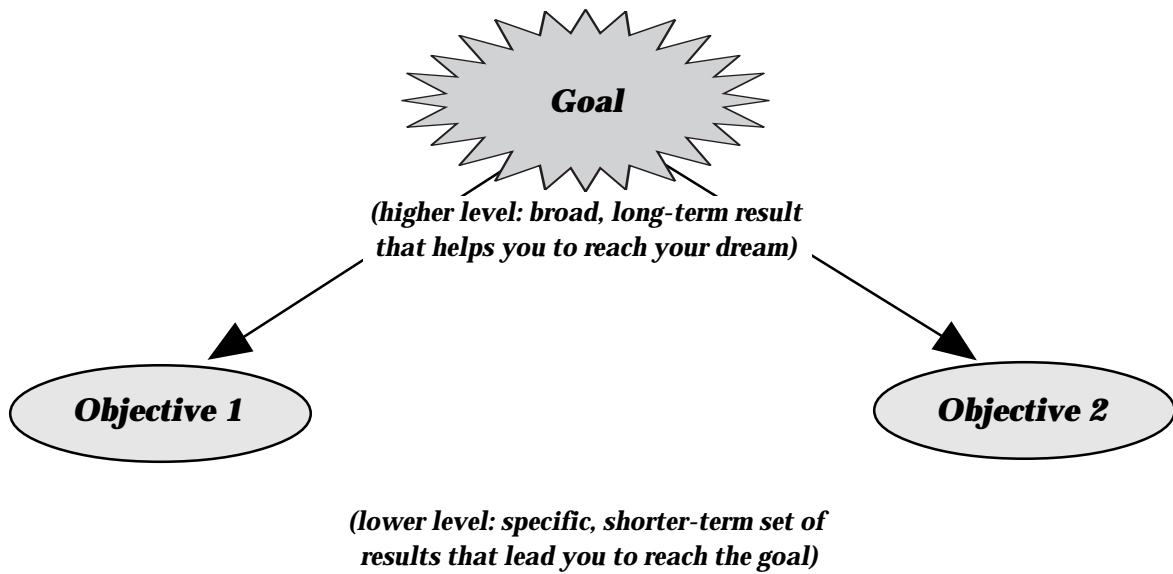 Goal
(higher level: broad, long-term result
that helps you to reach your dream)
Objective 1
Objective 2
(lower level: specific, shorter-term set of
results that lead you to reach the goal)